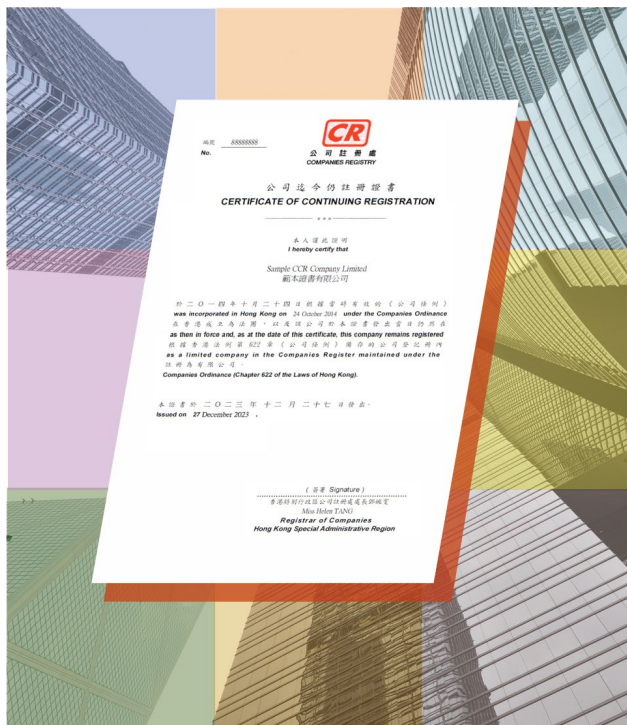 編號 88888888
No.
CR
公司註冊處
COMPANIES REGISTRY
公司迄今仍註冊證書
CERTIFICATE OF CONTINUING REGISTRATION
本人謹此證明
I hereby certify that
Sample CCR Company Limited
範本證書有限公司
於二〇一四年十月二十四日根據當時有效的《公司條例》
was incorporated in Hong Kong on 24 October 2014 under the Companies Ordinance
在香港成立為法團，以及該公司於本證書發出當日仍然在
as then in force and, as at the date of this certificate, this company remains registered
根據香港法例第622章《公司條例》備存的公司登記冊內
as a limited company in the Companies Register maintained under the
註冊為有限公司。
Companies Ordinance (Chapter 622 of the Laws of Hong Kong).
本證書於二〇二三年十二月二十七日發出。
Issued on 27 December 2023 .
(簽署 Signature)
香港特別行政區公司註冊處處長鄧婉雯
Miss Helen TANG
Registrar of Companies
Hong Kong Special Administrative Region